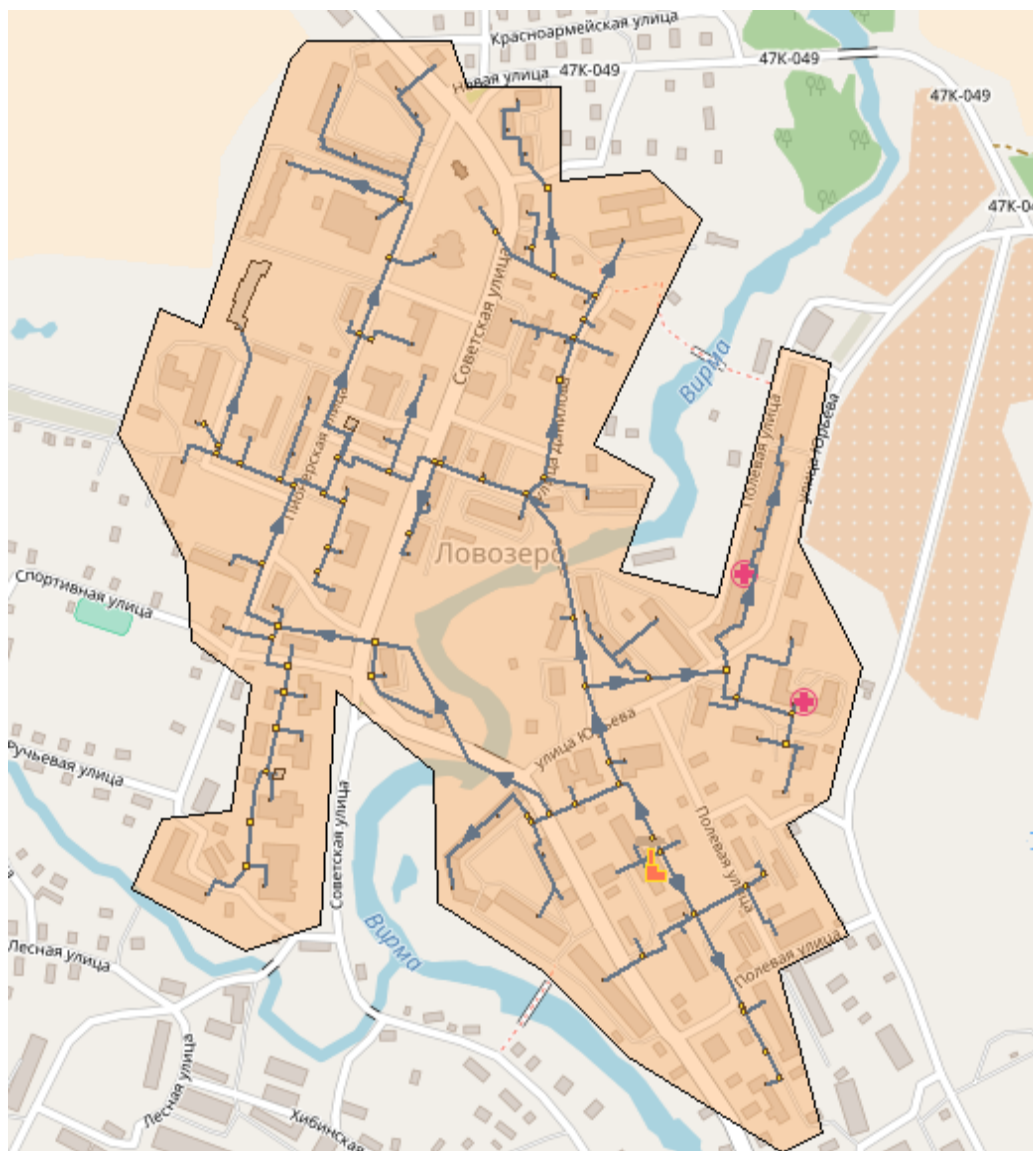 Красноармейская улица
Новая улица
47К-049
47К-049
47К-049
47К-04
Советская улица
Вирма
Пионерская улица
улица Данилова
Полевая улица
улица Юрьева
Ловозеро
Спортивная улица
улица Юрьева
Ручьевая улица
Советская улица
Полевая улица
Вирма
Полевая улица
Лесная улица
Лесная улица
Хибинская